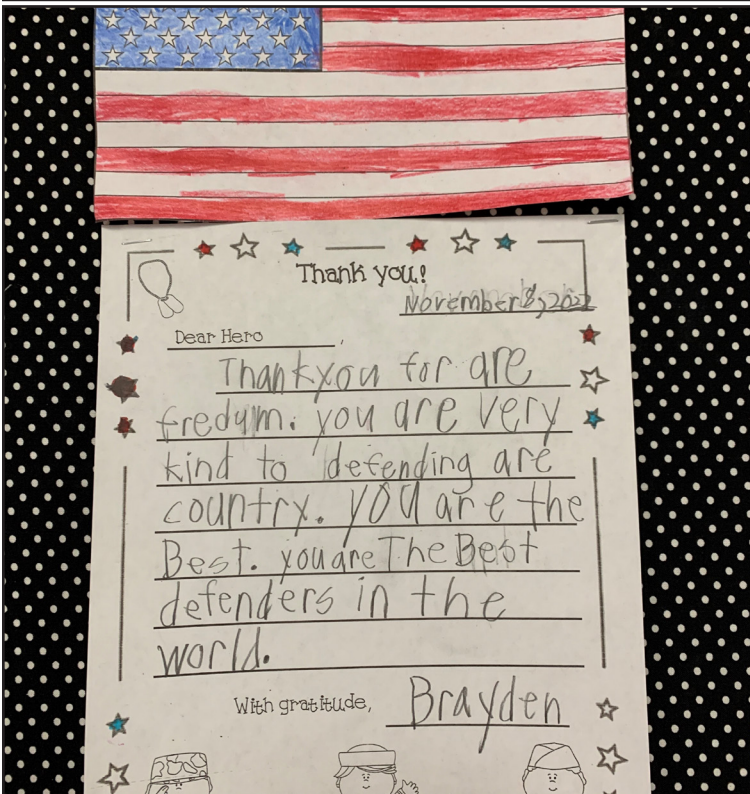 Thank you!
November 8, 2022
Dear Hero,
Thankyou for are
fredum. you are very
kind to defending are
country. you are the
Best. you are The Best
defenders in the
world.
With gratitude, Brayden